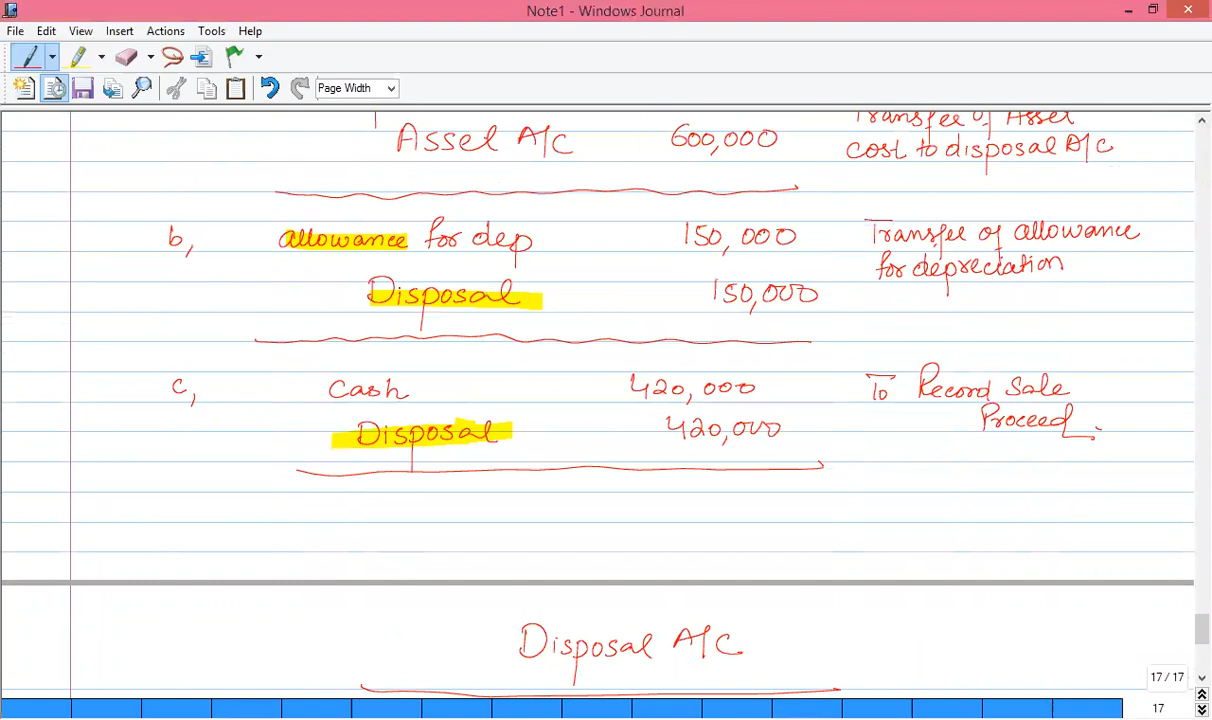 Note1 - Windows Journal
File Edit View Insert Actions Tools Help
Page Width
Transfee of Asset
Asset A/C 600,000 cost to disposal A/C
b, allowance for dep 150,000 Transfee of allowance
for depreciation
Disposal 150,000
c, Cash 420,000 To Record Sale
Proceed
Disposal 420,000
Disposal A/C
17/17
17